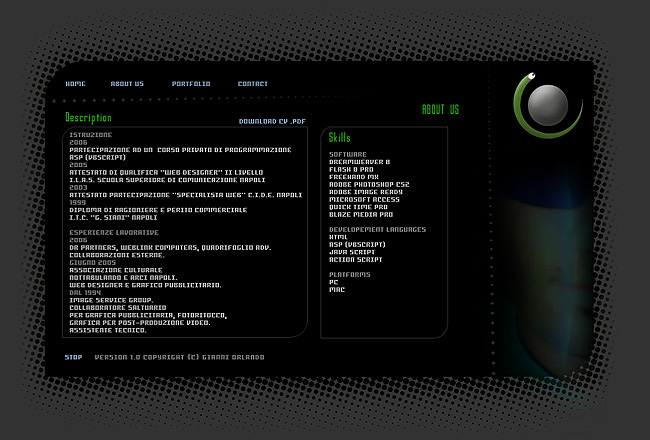 HOME ABOUT US PORTFOLIO CONTACT
ABOUT US
Description
DOWNLOAD CV .PDF
ISTRUZIONE
2006
PARTECIPAZIONE AD UN CORSO PRIVATO DI PROGRAMMAZIONE
ASP (VBSCRIPT)
2005
ATTESTATO DI QUALIFICA "WEB DESIGNER" II LIVELLO
I.L.A.S. SCUOLA SUPERIORE DI COMUNICAZIONE NAPOLI
2003
ATTESTATO PARTECIPAZIONE "SPECIALISTA WEB" C.I.D.E. NAPOLI
1999
DIPLOMA DI RAGIONIERE E PERITO COMMERCIALE
I.T.C. "G. SIANI" NAPOLI
ESPERIENZE LAVORATIVE
2006
DR PARTNERS, WEBLINK COMPUTERS, QUADRIFOGLIO ADV.
COLLABORAZIONI ESTERNE.
GIUGNO 2005
ASSOCIAZIONE CULTURALE
NOTTABULANDO E ARCI NAPOLI.
WEB DESIGNER E GRAFICO PUBBLICITARIO.
DAL 1994
IMAGE SERVICE GROUP.
COLLABORATORE SALTUARIO
PER GRAFICA PUBBLICITARIA, FOTORITOCCO,
GRAFICA PER POST-PRODUZIONE VIDEO.
ASSISTENTE TECNICO.
Skills
SOFTWARE
DREAMWEAVER 8
FLASH 8 PRO
FREEHAND MX
ADOBE PHOTOSHOP CS2
ADOBE IMAGE READY
MICROSOFT ACCESS
QUICK TIME PRO
BLAZE MEDIA PRO
DEVELOPEMENT LANGUAGES
HTML
ASP (VBSCRIPT)
JAVA SCRIPT
ACTION SCRIPT
PLATFORMS
PC
MAC
STOP VERSION 1.0 COPYRIGHT (C) GIANNI ORLANDO